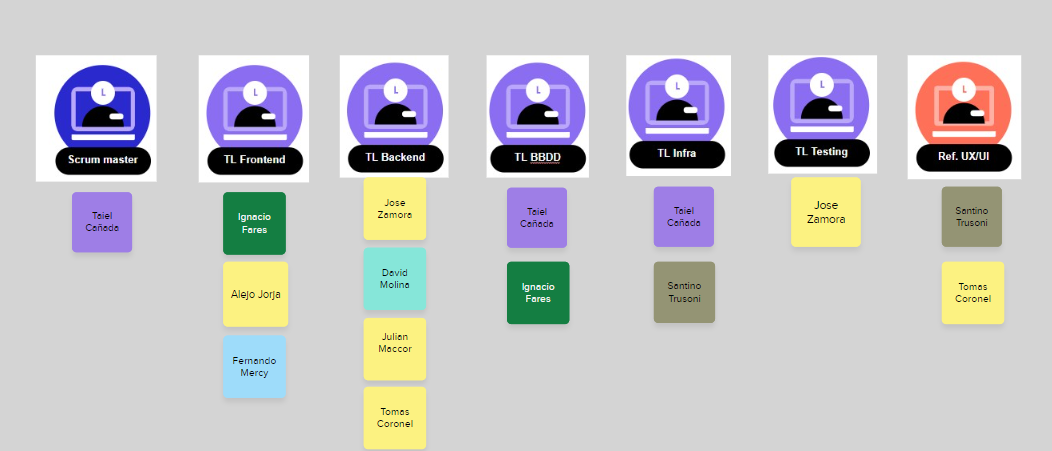 Scrum master
Taiel
Cañada
TL Frontend
Ignacio
Fares
Alejo Jorja
Fernando
Mercy
TL Backend
Jose
Zamora
David
Molina
Julian
Maccor
Tomas
Coronel
TL BBDD
Taiel
Cañada
Ignacio
Fares
TL Infra
Taiel
Cañada
Santino
Trusoni
TL Testing
Jose
Zamora
Ref. UX/UI
Santino
Trusoni
Tomas
Coronel